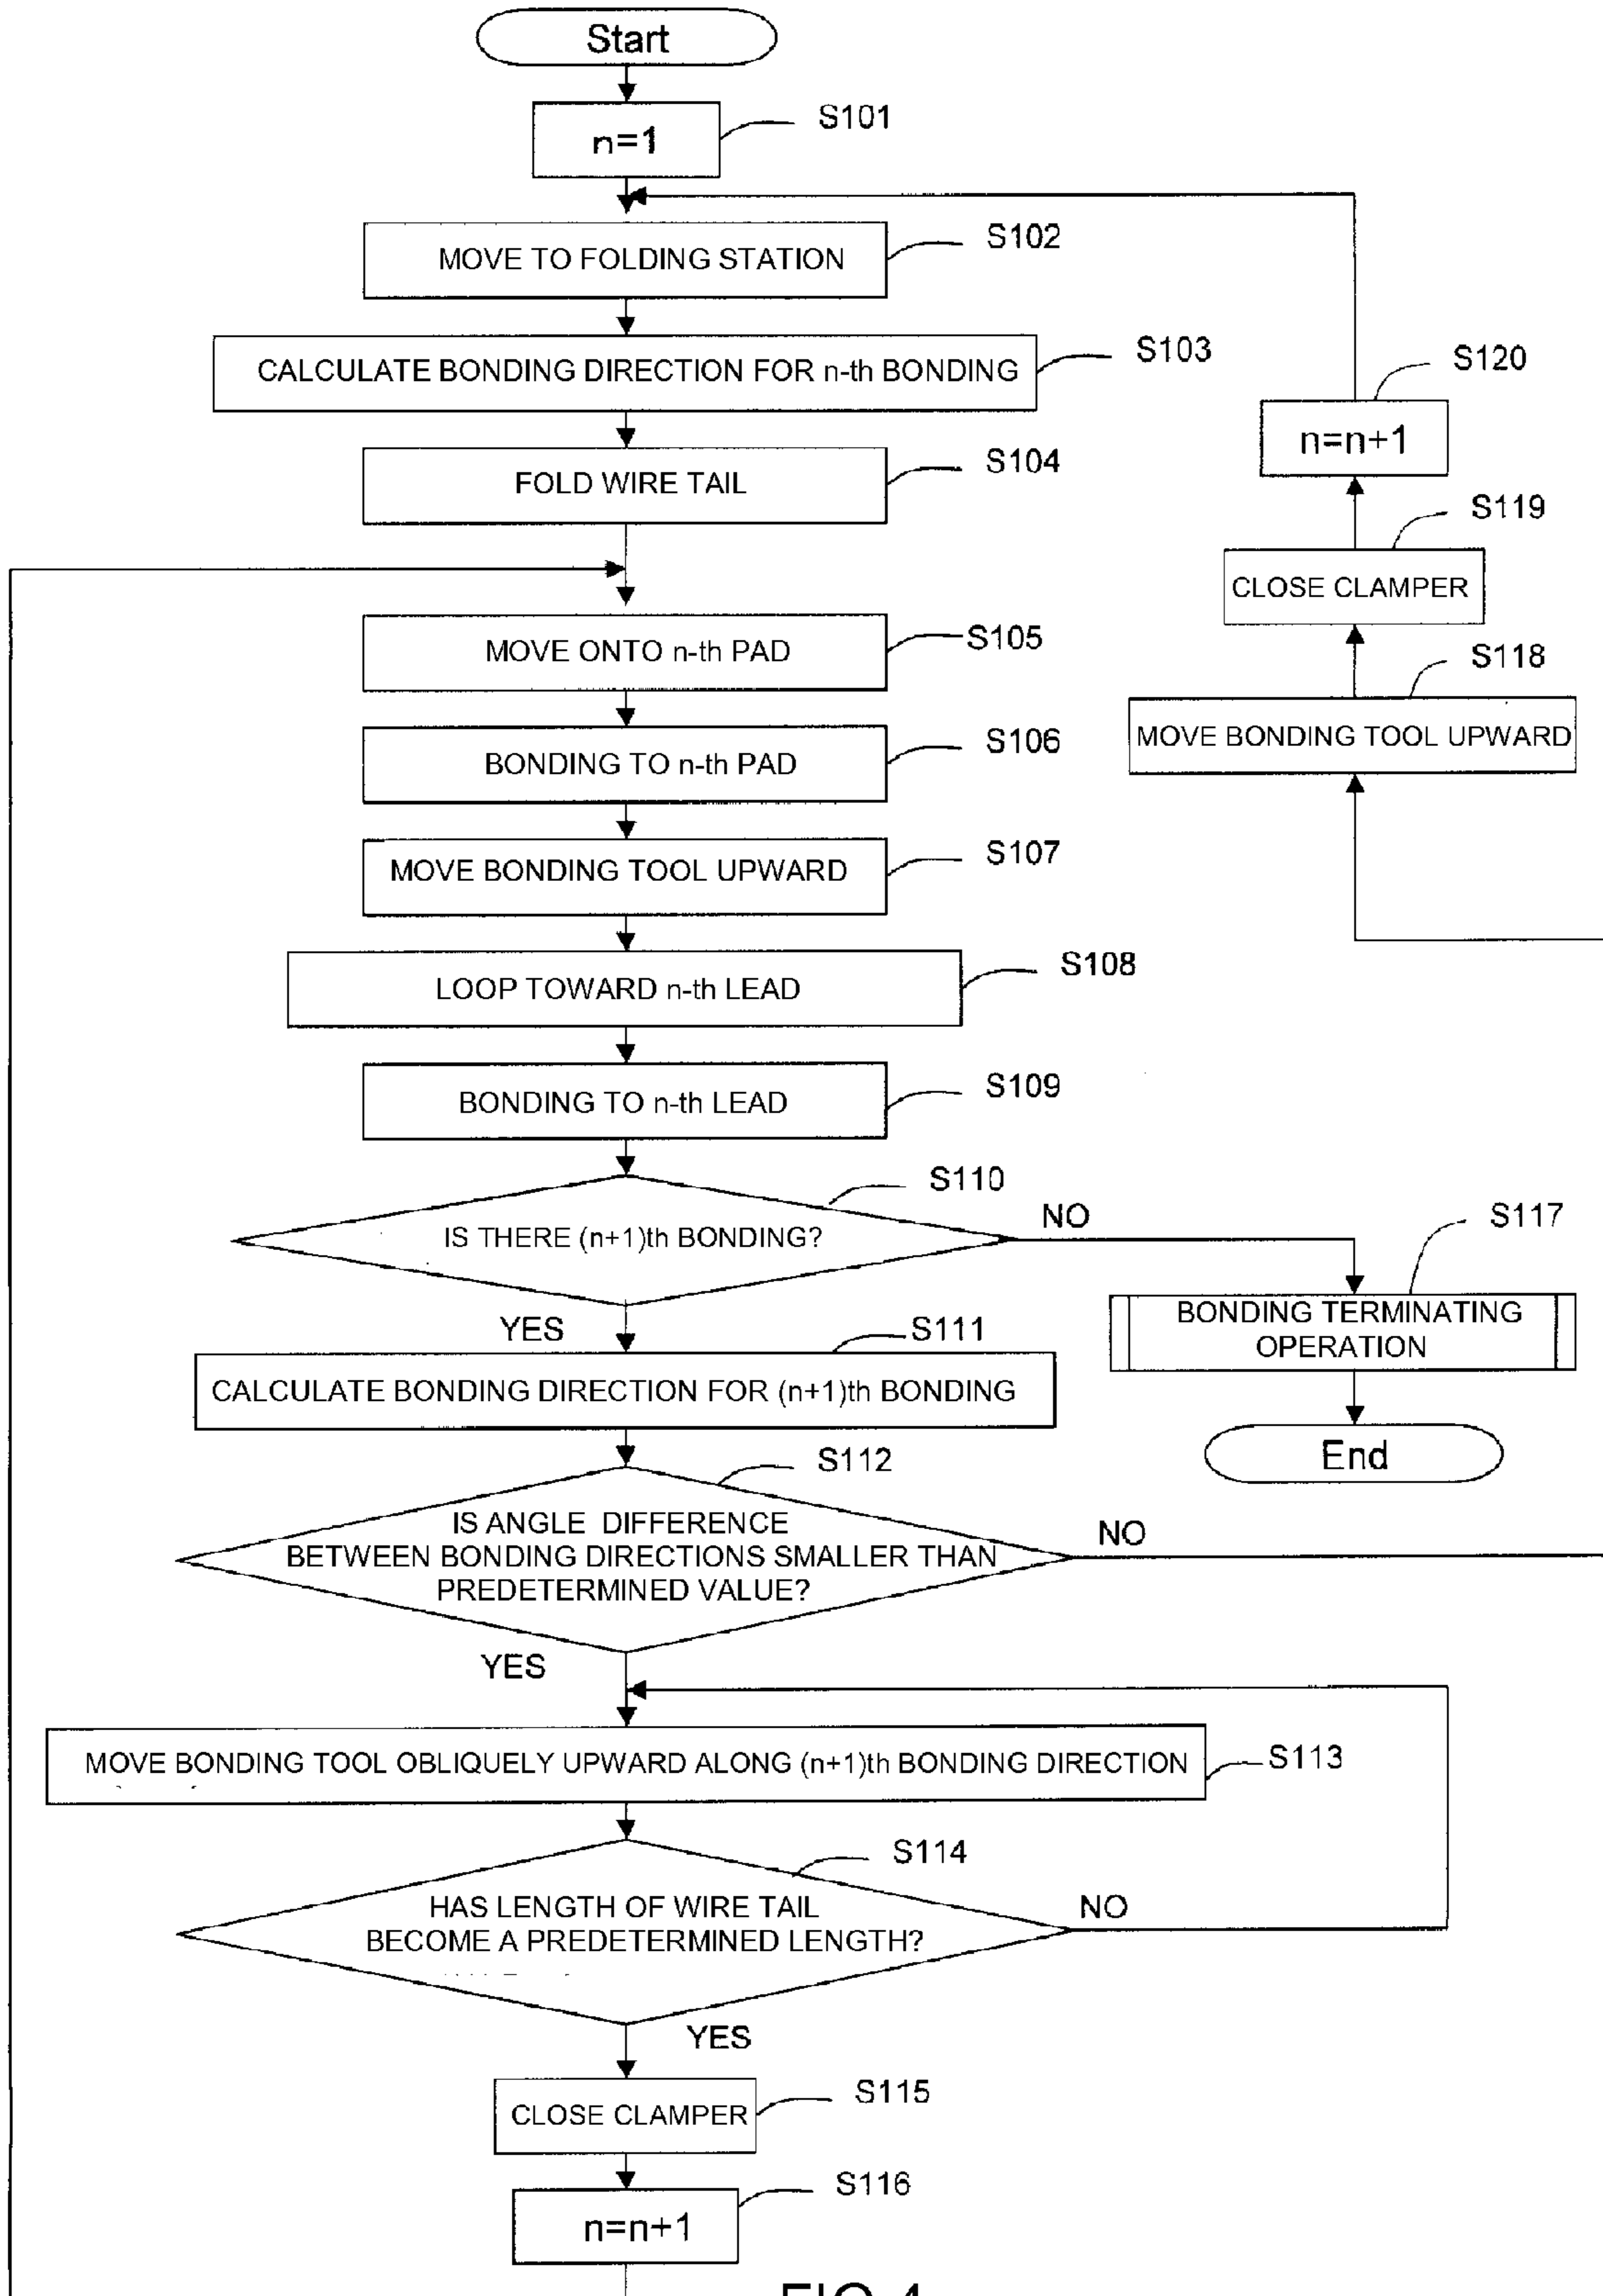 Start
n=1
S101
MOVE TO FOLDING STATION
S102
CALCULATE BONDING DIRECTION FOR n-th BONDING
S103
FOLD WIRE TAIL
S104
n=n+1
S120
CLOSE CLAMPER
S119
MOVE BONDING TOOL UPWARD
S118
MOVE ONTO n-th PAD
S105
BONDING TO n-th PAD
S106
MOVE BONDING TOOL UPWARD
S107
LOOP TOWARD n-th LEAD
S108
BONDING TO n-th LEAD
S109
IS THERE (n+1)th BONDING?
S110
NO
YES
BONDING TERMINATING
OPERATION
S117
End
CALCULATE BONDING DIRECTION FOR (n+1)th BONDING
S111
IS ANGLE DIFFERENCE
BETWEEN BONDING DIRECTIONS SMALLER THAN
PREDETERMINED VALUE?
S112
NO
YES
MOVE BONDING TOOL OBLIQUELY UPWARD ALONG (n+1)th BONDING DIRECTION
S113
HAS LENGTH OF WIRE TAIL
BECOME A PREDETERMINED LENGTH?
S114
NO
YES
CLOSE CLAMPER
S115
n=n+1
S116